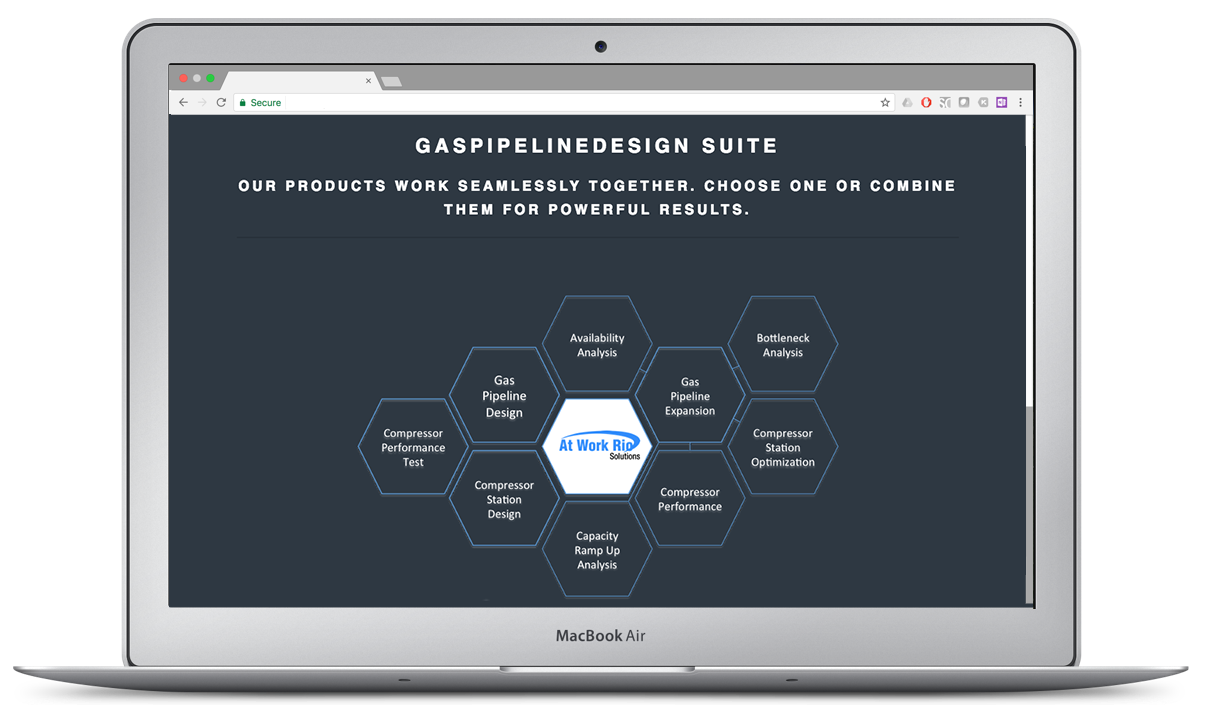 Secure
GASPIPELINEDESIGN SUITE
OUR PRODUCTS WORK SEAMLESSLY TOGETHER. CHOOSE ONE OR COMBINE
THEM FOR POWERFUL RESULTS.
Availability
Analysis
Bottleneck
Analysis
Gas
Pipeline
Design
Gas
Pipeline
Expansion
Compressor
Performance
Test
At Work Rio
Solutions
Compressor
Station
Optimization
Compressor
Station
Design
Compressor
Performance
Capacity
Ramp Up
Analysis
MacBook Air